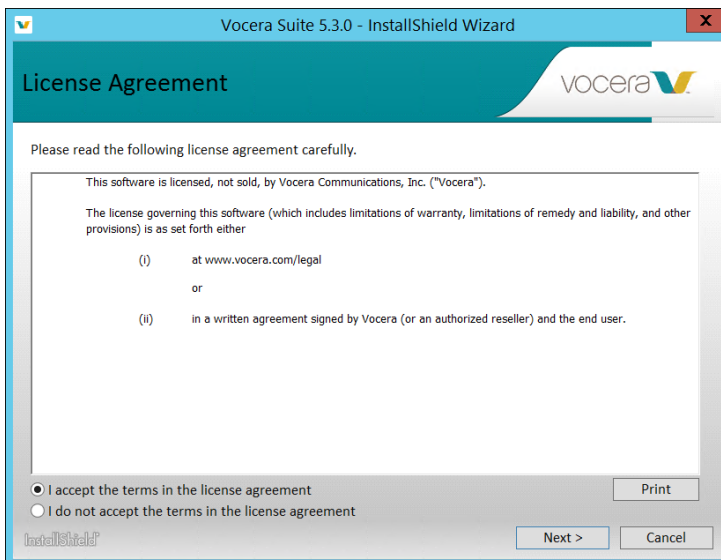 Vocera Suite 5.3.0 - InstallShield Wizard
X
License Agreement
vocera
Please read the following license agreement carefully.
This software is licensed, not sold, by Vocera Communications, Inc. ("Vocera").
The license governing this software (which includes limitations of warranty, limitations of remedy and liability, and other
provisions) is as set forth either
(i) at www.vocera.com/legal
or
(ii) in a written agreement signed by Vocera (or an authorized reseller) and the end user.
I accept the terms in the license agreement
Print
I do not accept the terms in the license agreement
InstallShield
Next > Cancel